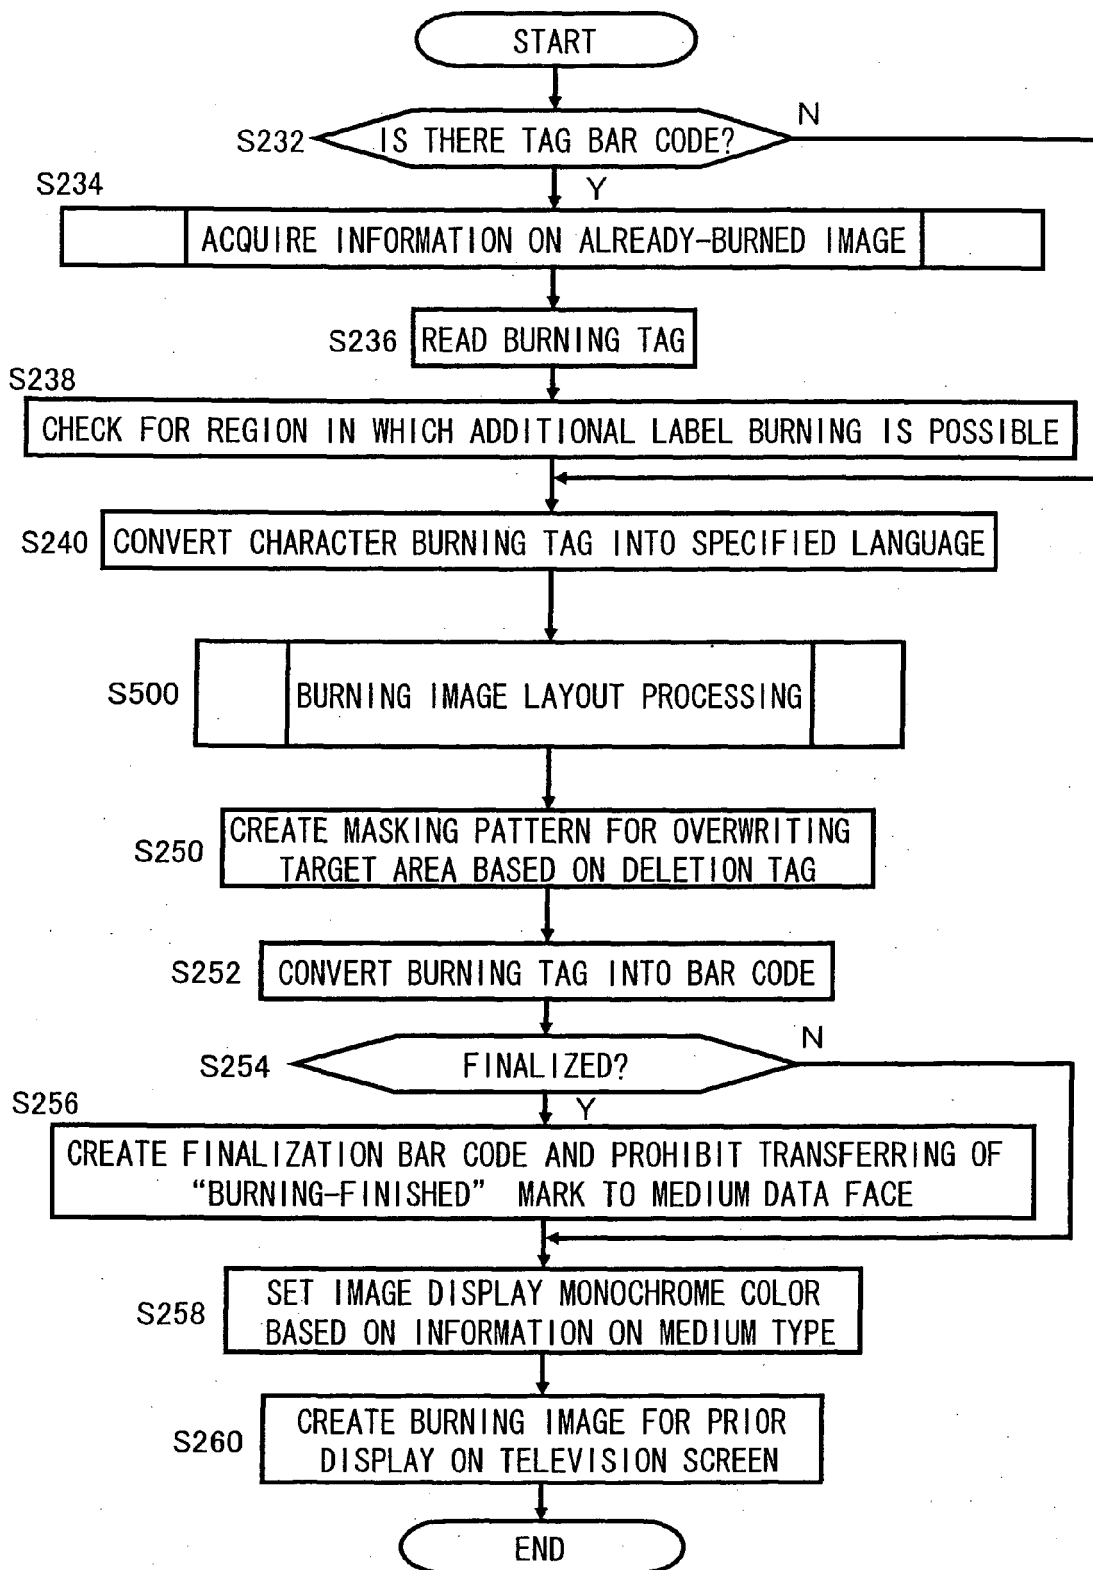 START
S232
IS THERE TAG BAR CODE?
N
Y
S234
ACQUIRE INFORMATION ON ALREADY-BURNED IMAGE
S236
READ BURNING TAG
S238
CHECK FOR REGION IN WHICH ADDITIONAL LABEL BURNING IS POSSIBLE
S240
CONVERT CHARACTER BURNING TAG INTO SPECIFIED LANGUAGE
S500
BURNING IMAGE LAYOUT PROCESSING
S250
CREATE MASKING PATTERN FOR OVERWRITING
TARGET AREA BASED ON DELETION TAG
S252
CONVERT BURNING TAG INTO BAR CODE
S254
FINALIZED?
N
Y
S256
CREATE FINALIZATION BAR CODE AND PROHIBIT TRANSFERRING OF
“BURNING-FINISHED” MARK TO MEDIUM DATA FACE
S258
SET IMAGE DISPLAY MONOCHROME COLOR
BASED ON INFORMATION ON MEDIUM TYPE
S260
CREATE BURNING IMAGE FOR PRIOR
DISPLAY ON TELEVISION SCREEN
END